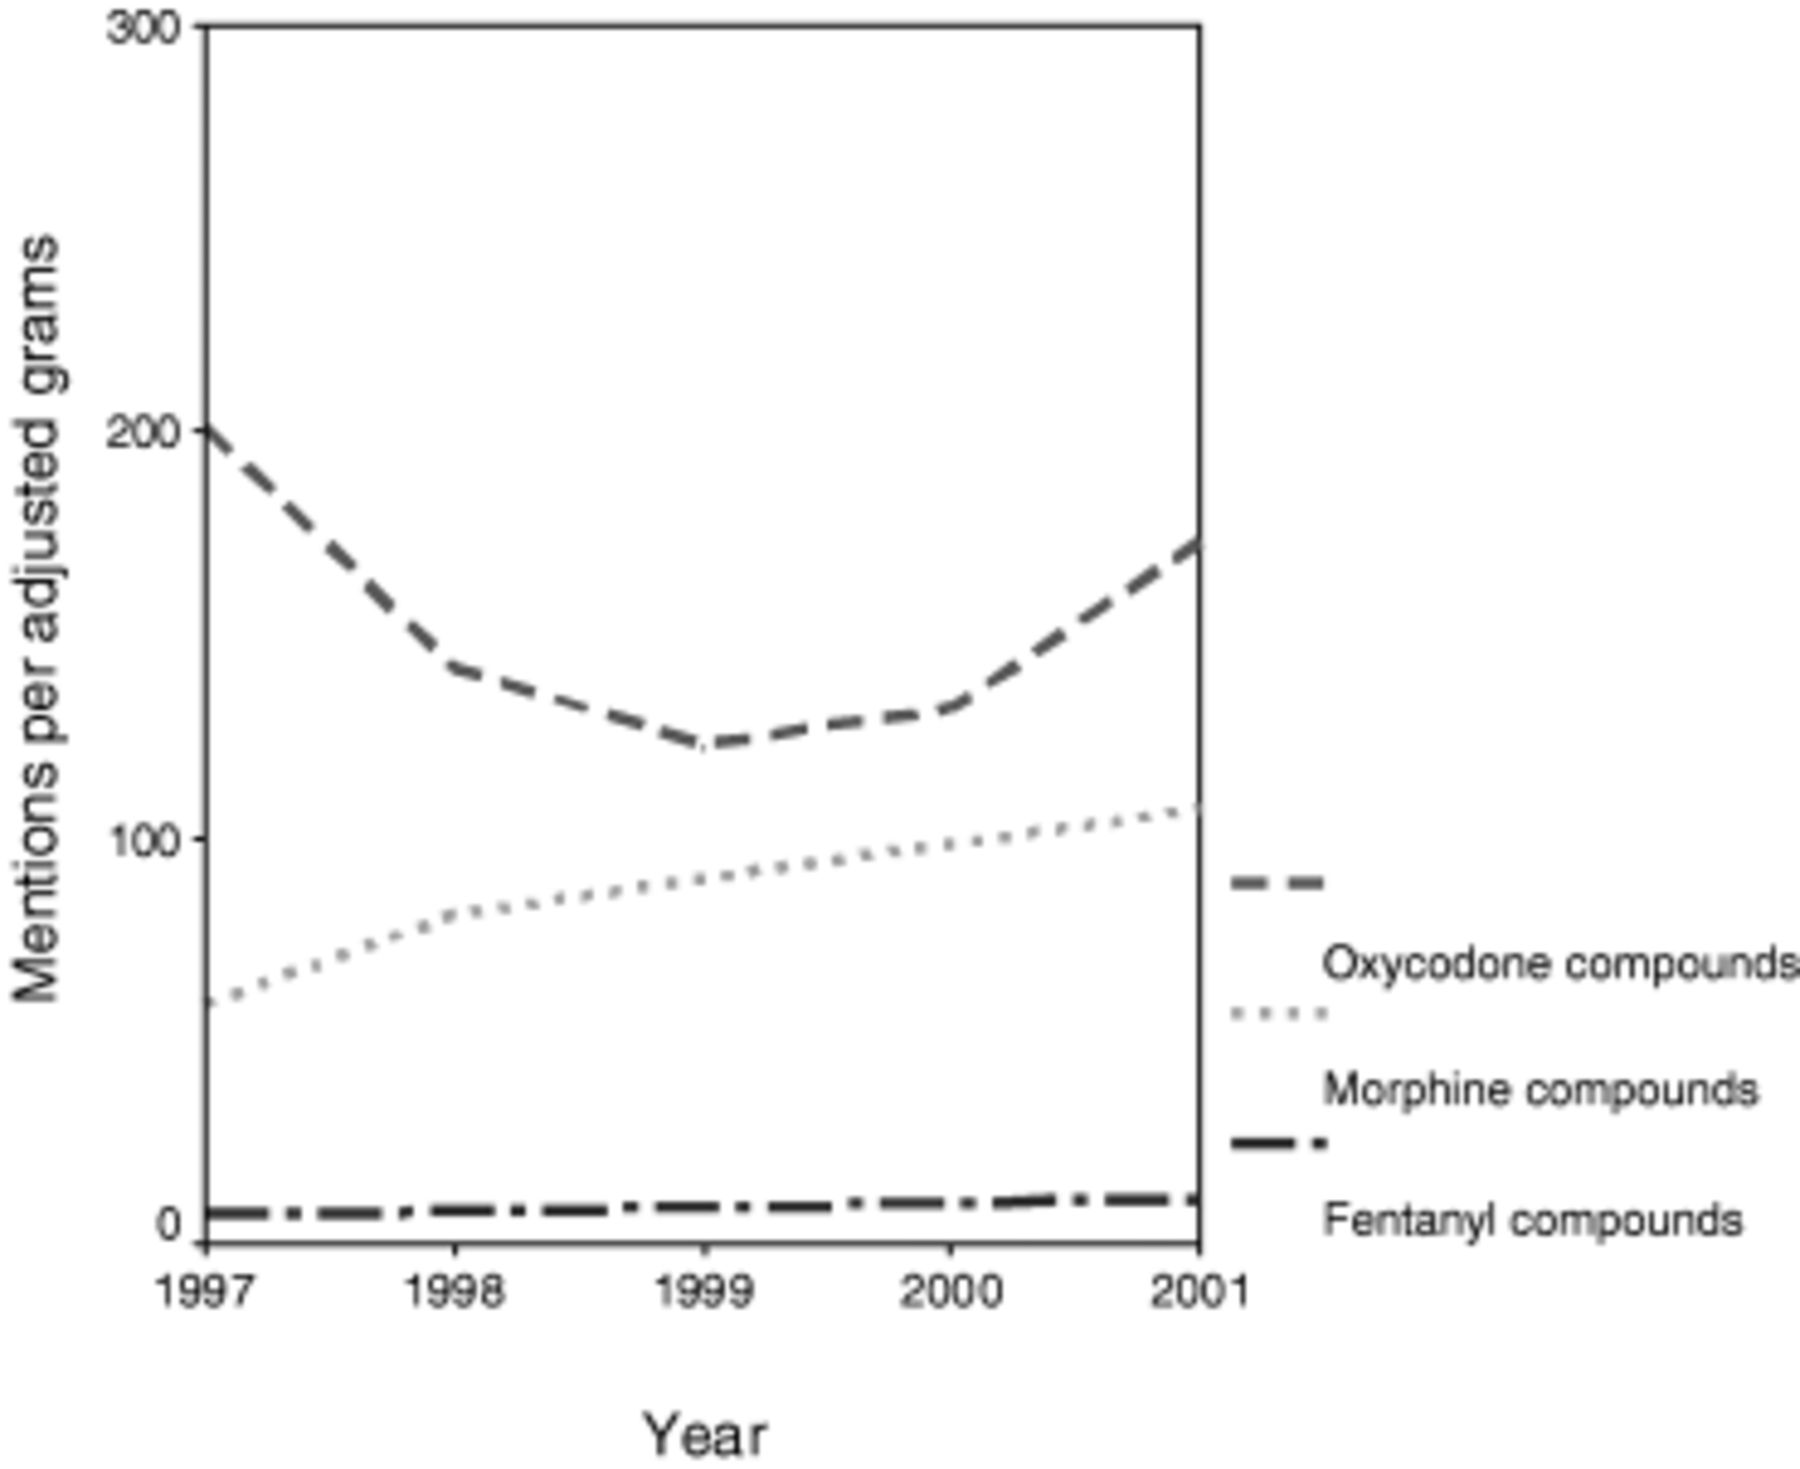 300
200
100
0
Mentions per adjusted grams
1997 1998 1999 2000 2001
Year
Oxycodone compounds
Morphine compounds
Fentanyl compounds